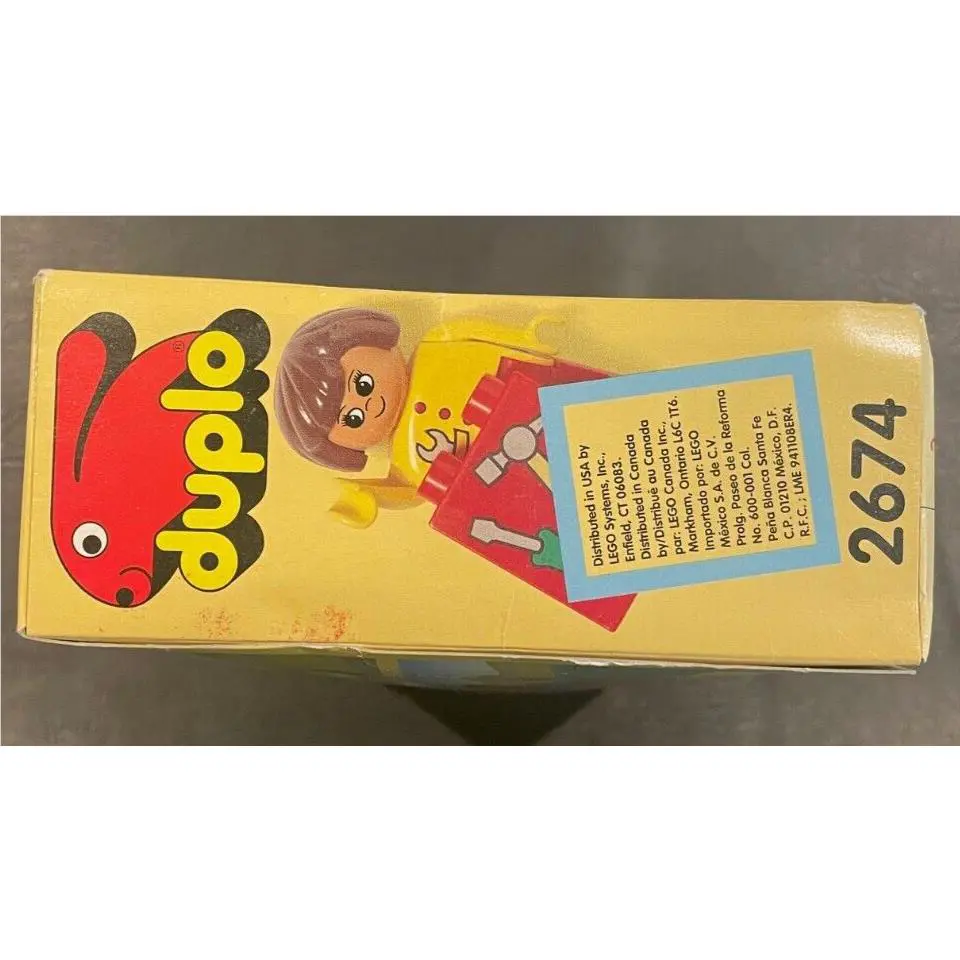 duplo
®
Distributed in USA by
LEGO Systems, Inc.,
Enfield, CT 06083.
Distributed in Canada
by/Distribué au Canada
par: LEGO Canada Inc.,
Markham, Ontario L6C 1T6.
Importado por: LEGO
México S.A. de C.V.
Prolg. Paseo de la Reforma
No. 600-001 Col.
Peña Blanca Santa Fe
C.P. 01210 México, D.F.
R.F.C.; LME 941108ER4.
2674